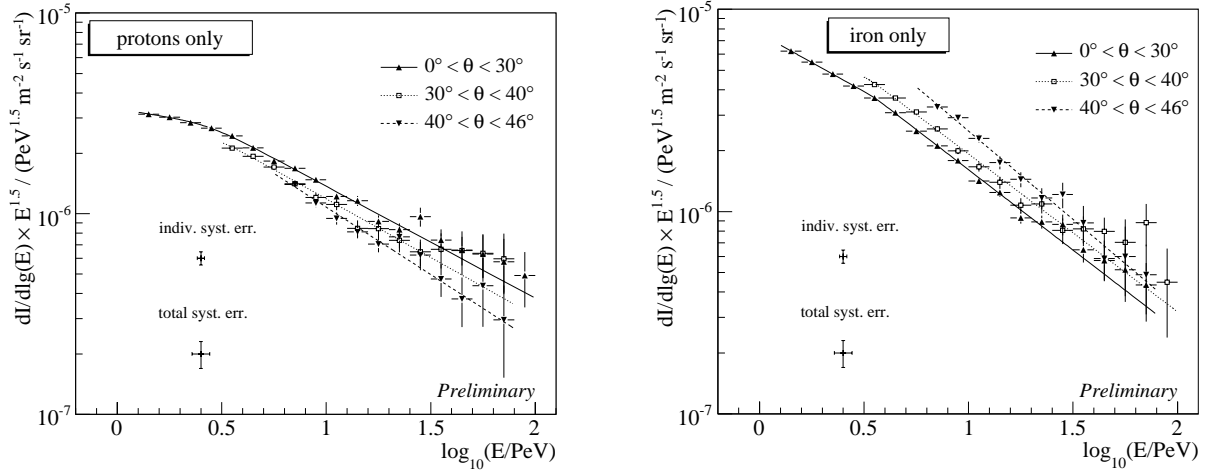 dI/dlg(E) × E^1.5 / (PeV^1.5 m^-2 s^-1 sr^-1)
10^-5
10^-6
10^-7
protons only
0° < θ < 30°
30° < θ < 40°
40° < θ < 46°
indiv. syst. err.
total syst. err.
Preliminary
0 0.5 1 1.5 2
log_10(E/PeV)
dI/dlg(E) × E^1.5 / (PeV^1.5 m^-2 s^-1 sr^-1)
10^-5
10^-6
10^-7
iron only
0° < θ < 30°
30° < θ < 40°
40° < θ < 46°
indiv. syst. err.
total syst. err.
Preliminary
0 0.5 1 1.5 2
log_10(E/PeV)